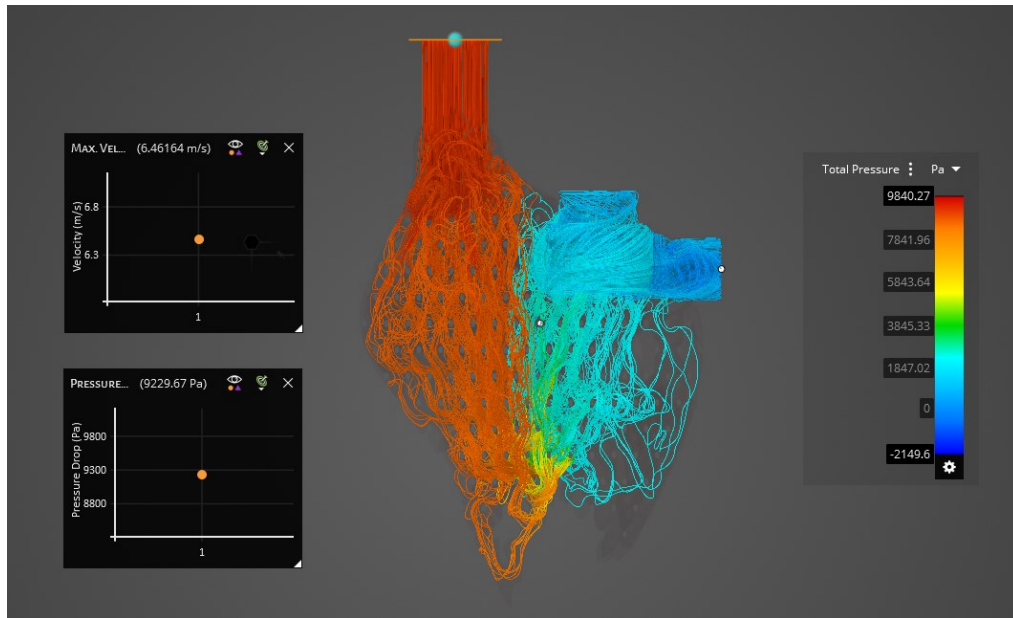 MAX. VEL... (6.46164 m/s)
Velocity (m/s)
6.8
6.3
1
PRESSURE... (9229.67 Pa)
Pressure Drop (Pa)
9800
9300
8800
1
Total Pressure Pa
9840.27
7841.96
5843.64
3845.33
1847.02
0
-2149.6